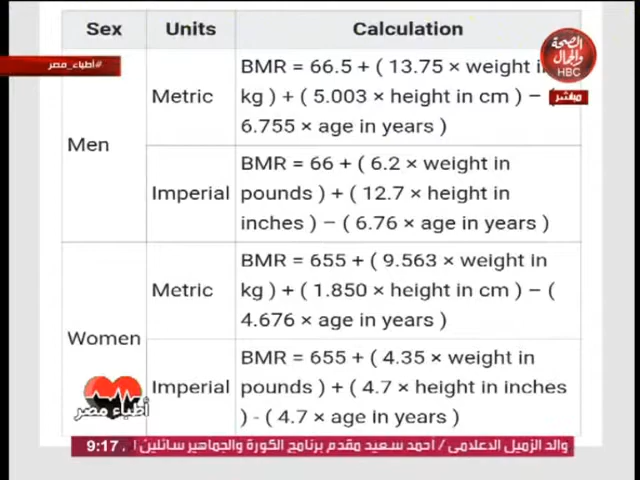 Sex Units Calculation
#أطباء_مصر
الصحة
والجمال
HBC
مباشر
Men
Metric
BMR = 66.5 + ( 13.75 × weight in
kg ) + ( 5.003 × height in cm ) – (
6.755 × age in years )
Imperial
BMR = 66 + ( 6.2 × weight in
pounds ) + ( 12.7 × height in
inches ) – ( 6.76 × age in years )
Women
Metric
BMR = 655 + ( 9.563 × weight in
kg ) + ( 1.850 × height in cm ) – (
4.676 × age in years )
Imperial
BMR = 655 + ( 4.35 × weight in
pounds ) + ( 4.7 × height in inches
) - ( 4.7 × age in years )
أطباء مصر
9:17
والد الزميل الاعلامى / احمد سعيد مقدم برنامج الكورة والجماهير سائلين